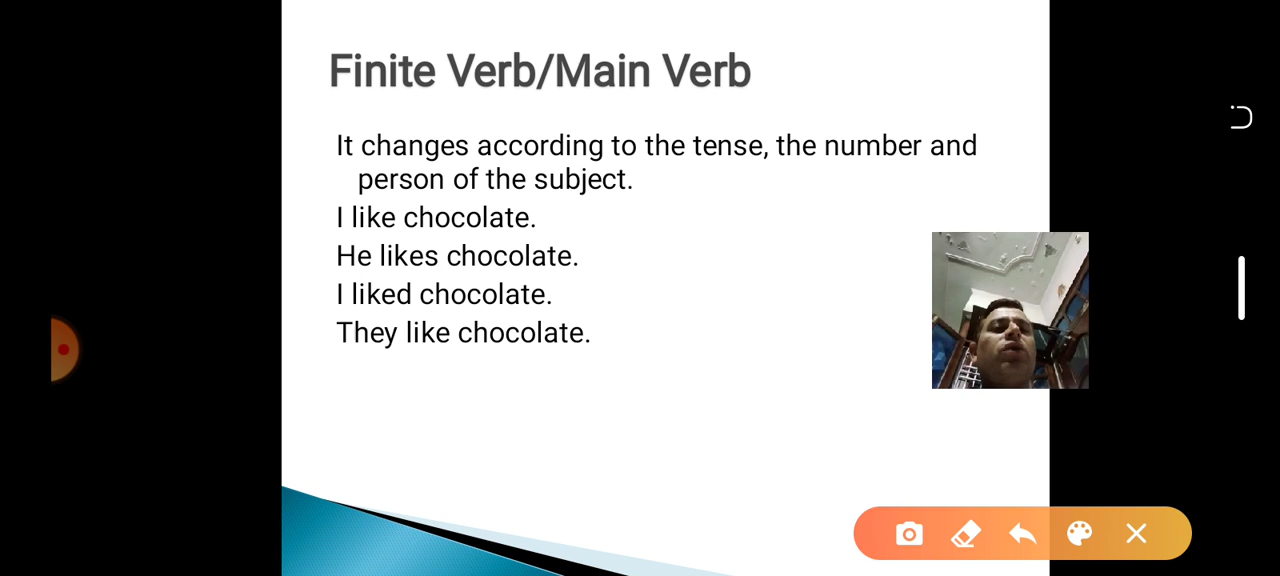 Finite Verb/Main Verb
It changes according to the tense, the number and
person of the subject.
I like chocolate.
He likes chocolate.
I liked chocolate.
They like chocolate.